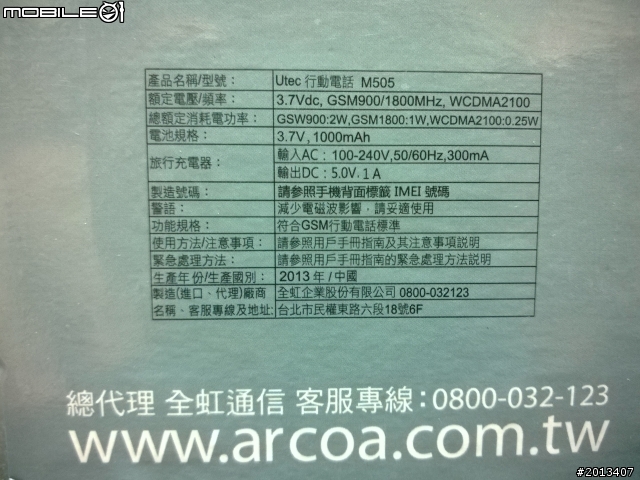 MOBILE01
產品名稱/型號: Utec 行動電話 M505
額定電壓/頻率: 3.7Vdc, GSM900/1800MHz, WCDMA2100
總額定消耗電功率: GSW900:2W,GSM1800:1W,WCDMA2100:0.25W
電池規格: 3.7V, 1000mAh
旅行充電器: 輸入AC: 100-240V,50/60Hz,300mA
輸出DC: 5.0V 1A
製造號碼: 請參照手機背面標籤 IMEI 號碼
警語: 減少電磁波影響,請妥適使用
功能規格: 符合GSM行動電話標準
使用方法/注意事項: 請參照用戶手冊指南及其注意事項說明
緊急處理方法: 請參照用戶手冊指南的緊急處理方法說明
生產年份/生產國別: 2013 年 / 中國
製造(進口、代理)廠商 全虹企業股份有限公司 0800-032123
名稱、客服專線及地址: 台北市民權東路六段18號6F
總代理 全虹通信 客服專線:0800-032-123
www.arcoa.com.tw
#2013407